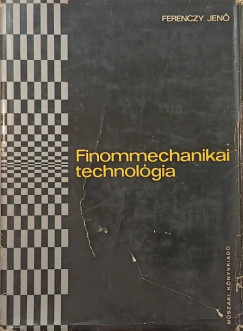 FERENCZY JENŐ
Finommechanikai
technológia
MŰSZAKI KÖNYVKIADÓ